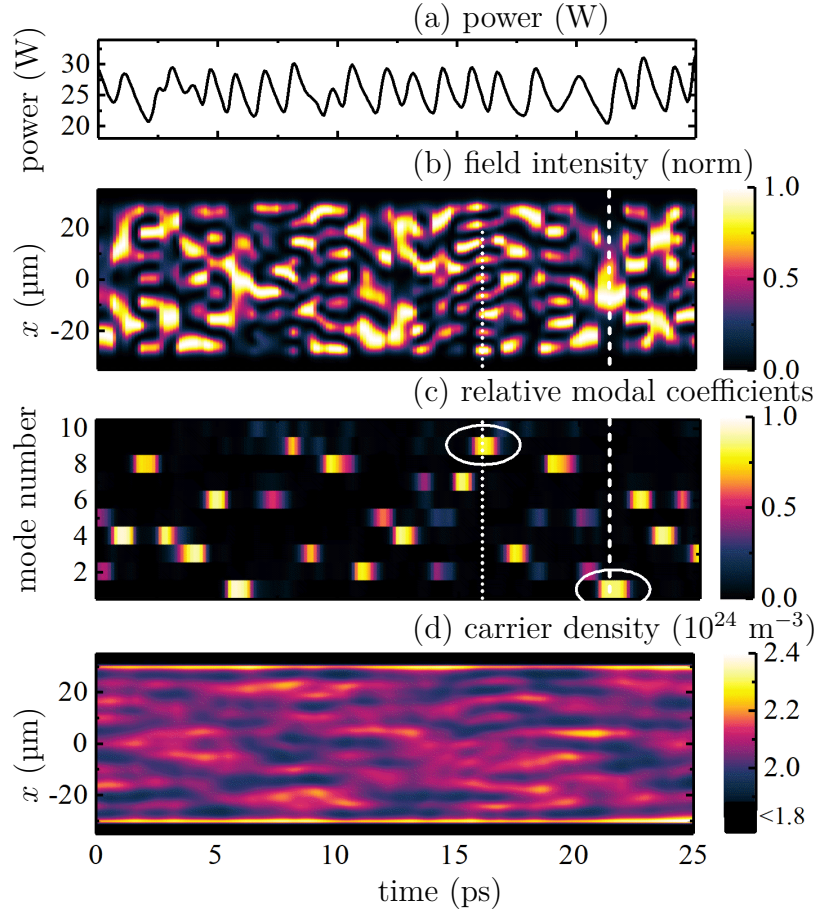 (a) power (W)
power (W)
30
25
20
(b) field intensity (norm)
x (µm)
20
0
-20
1.0
0.5
0.0
(c) relative modal coefficients
mode number
10
8
6
4
2
1.0
0.5
0.0
(d) carrier density (10²⁴ m⁻³)
x (µm)
20
0
-20
2.4
2.2
2.0
<1.8
0 5 10 15 20 25
time (ps)